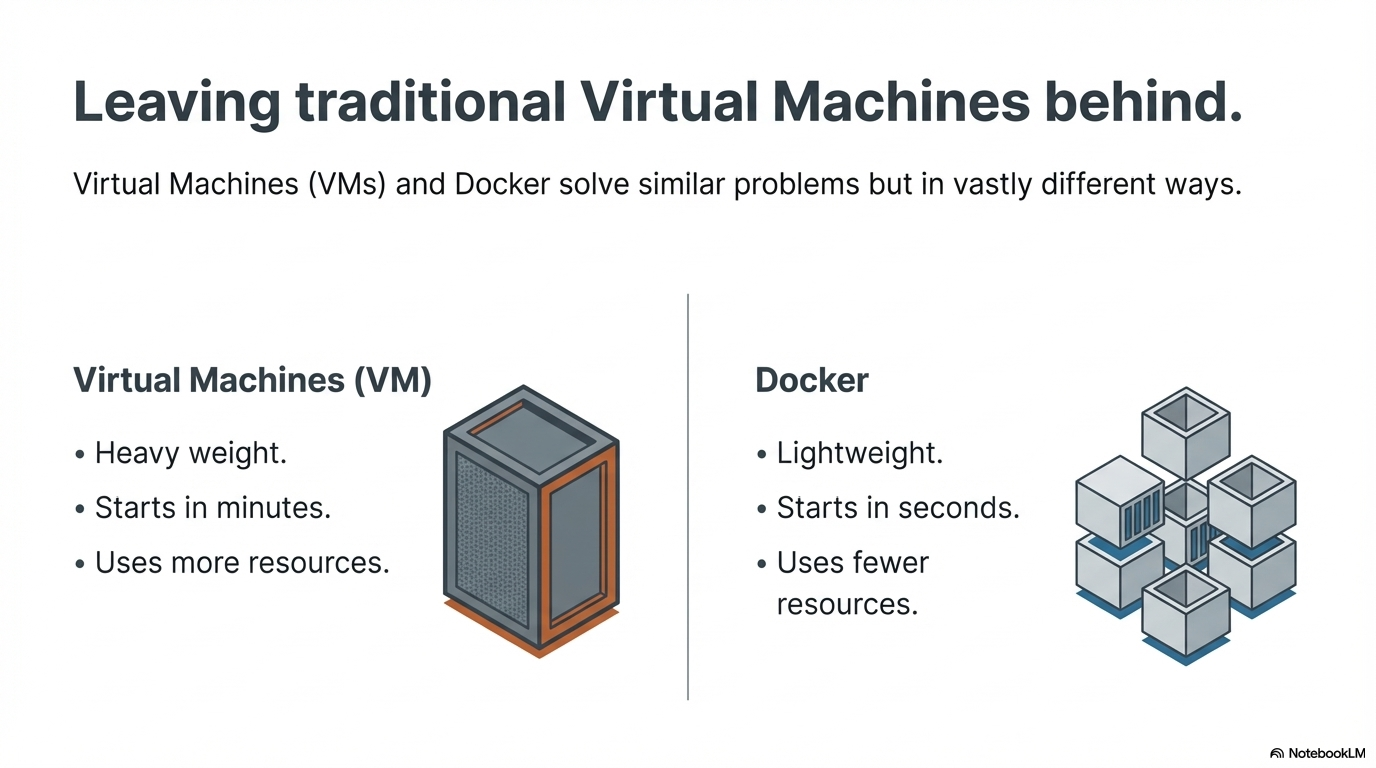 Leaving traditional Virtual Machines behind.
Virtual Machines (VMs) and Docker solve similar problems but in vastly different ways.
Virtual Machines (VM)
• Heavy weight.
• Starts in minutes.
• Uses more resources.
Docker
• Lightweight.
• Starts in seconds.
• Uses fewer
resources.
NotebookLM